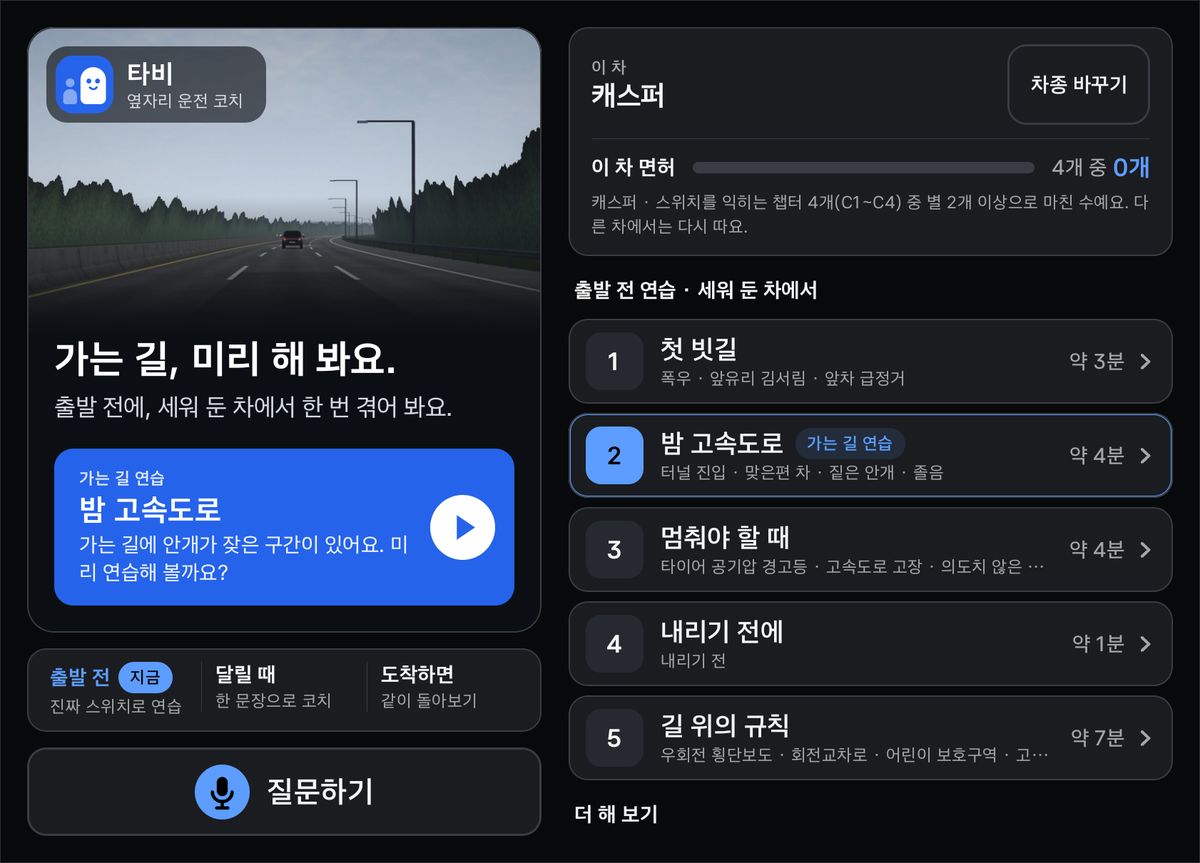 타비
옆자리 운전 코치
가는 길, 미리 해 봐요.
출발 전에, 세워 둔 차에서 한 번 겪어 봐요.
가는 길 연습
밤 고속도로
가는 길에 안개가 잦은 구간이 있어요. 미
리 연습해 볼까요?
출발 전 지금
진짜 스위치로 연습
달릴 때
한 문장으로 코치
도착하면
같이 돌아보기
질문하기
이 차
캐스퍼
차종 바꾸기
이 차 면허 4개 중 0개
캐스퍼 · 스위치를 익히는 챕터 4개(C1~C4) 중 별 2개 이상으로 마친 수예요. 다
른 차에서는 다시 따요.
출발 전 연습 · 세워 둔 차에서
1 첫 빗길 약 3분
폭우 · 앞유리 김서림 · 앞차 급정거
2 밤 고속도로 가는 길 연습 약 4분
터널 진입 · 맞은편 차 · 짙은 안개 · 졸음
3 멈춰야 할 때 약 4분
타이어 공기압 경고등 · 고속도로 고장 · 의도치 않은 ···
4 내리기 전에 약 1분
내리기 전
5 길 위의 규칙 약 7분
우회전 횡단보도 · 회전교차로 · 어린이 보호구역 · 고···
더 해 보기